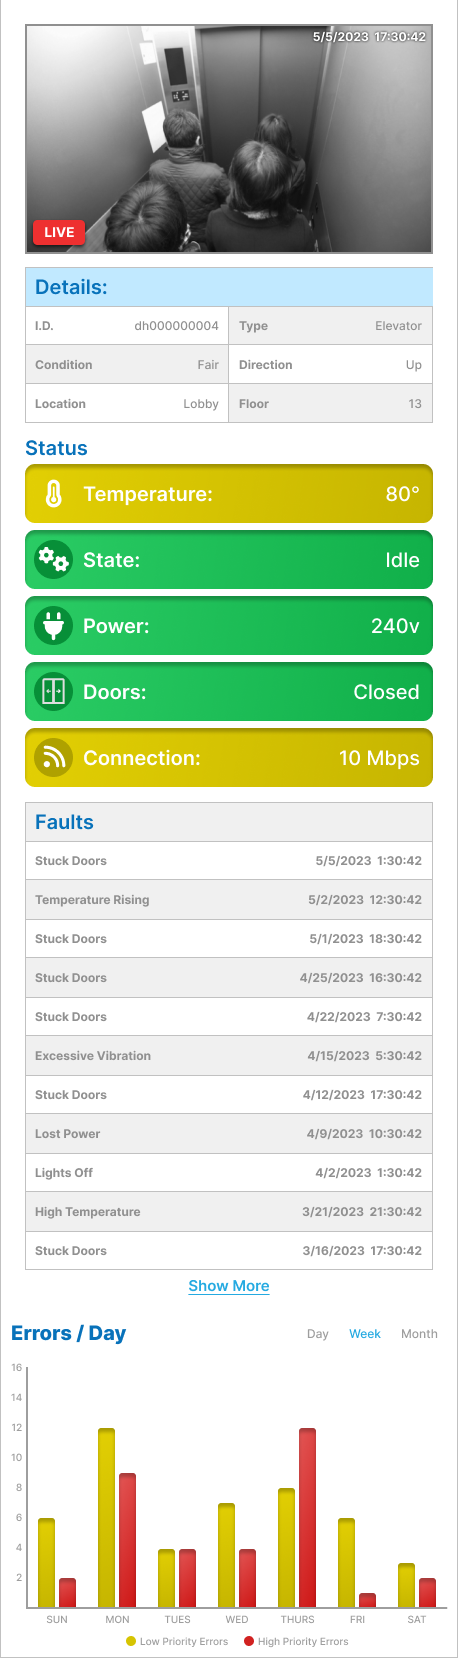 5/5/2023 17:30:42
LIVE
Details:
I.D. dh000000004 Type Elevator
Condition Fair Direction Up
Location Lobby Floor 13
Status
Temperature: 80°
State: Idle
Power: 240v
Doors: Closed
Connection: 10 Mbps
Faults
Stuck Doors 5/5/2023 1:30:42
Temperature Rising 5/2/2023 12:30:42
Stuck Doors 5/1/2023 18:30:42
Stuck Doors 4/25/2023 16:30:42
Stuck Doors 4/22/2023 7:30:42
Excessive Vibration 4/15/2023 5:30:42
Stuck Doors 4/12/2023 17:30:42
Lost Power 4/9/2023 10:30:42
Lights Off 4/2/2023 1:30:42
High Temperature 3/21/2023 21:30:42
Stuck Doors 3/16/2023 17:30:42
Show More
Errors / Day Day Week Month
16
14
12
10
8
6
4
2
SUN MON TUES WED THURS FRI SAT
Low Priority Errors High Priority Errors